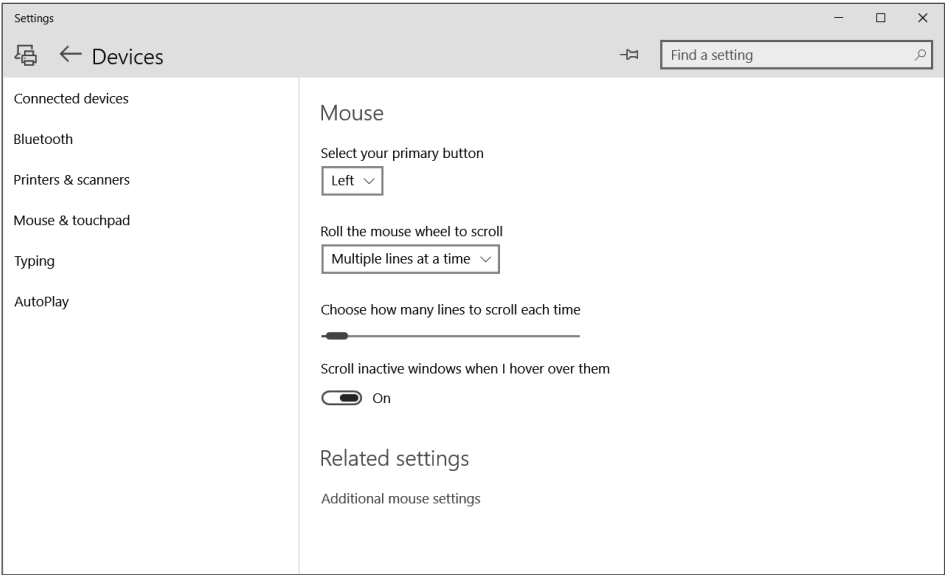 Settings
Devices
Find a setting
Connected devices
Bluetooth
Printers & scanners
Mouse & touchpad
Typing
AutoPlay
Mouse
Select your primary button
Left
Roll the mouse wheel to scroll
Multiple lines at a time
Choose how many lines to scroll each time
Scroll inactive windows when I hover over them
On
Related settings
Additional mouse settings